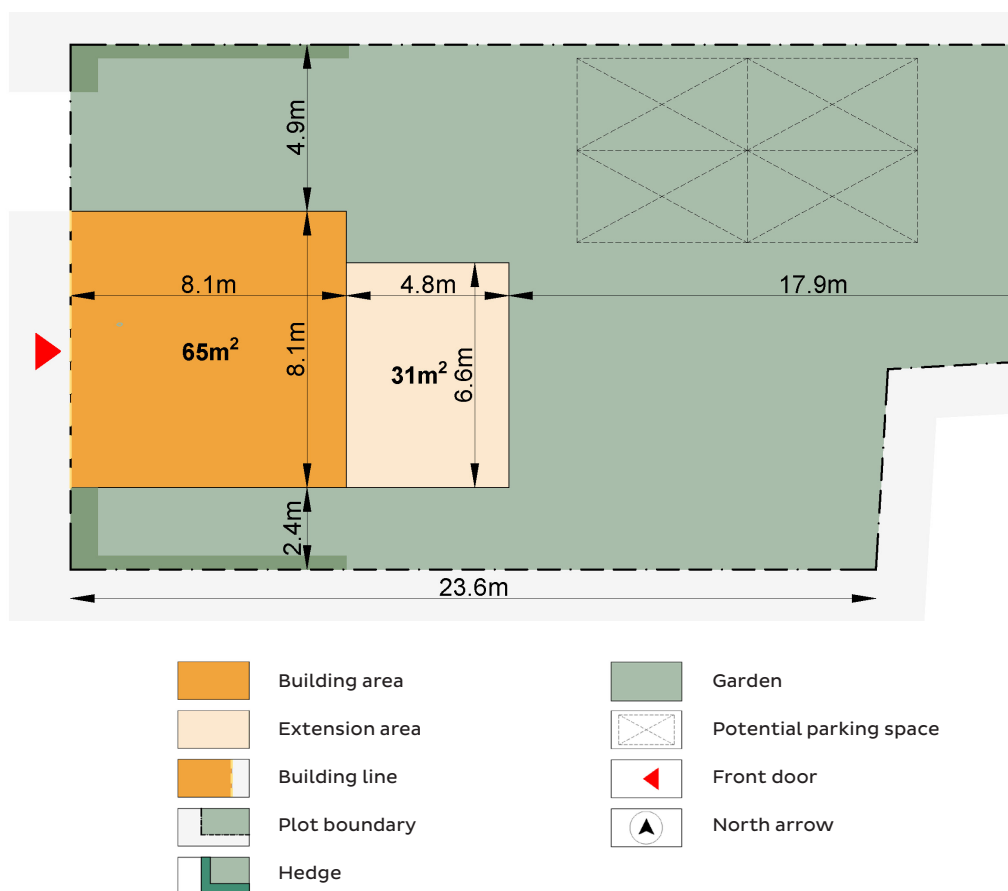 4.9m
8.1m
4.8m
17.9m
65m²
8.1m
31m²
6.6m
2.4m
23.6m
Building area
Extension area
Building line
Plot boundary
Hedge
Garden
Potential parking space
Front door
North arrow